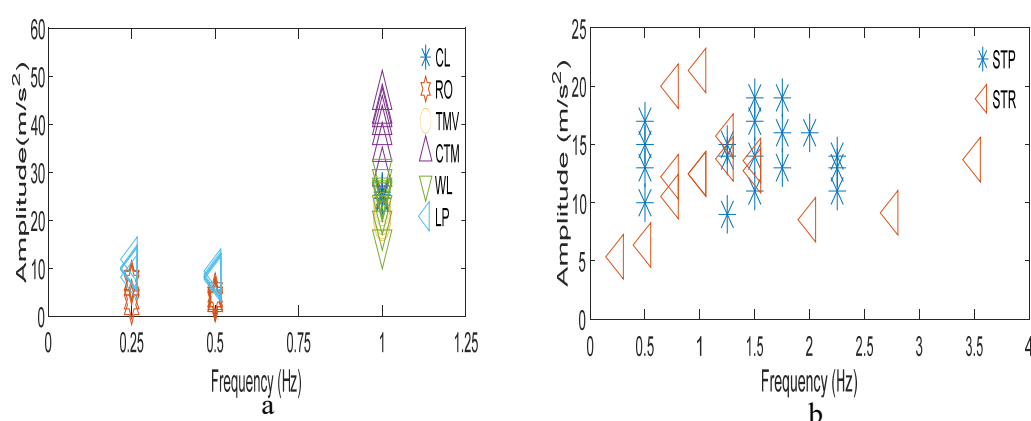 60
50
40
30
20
10
0
Amplitude(m/s²)
0 0.25 0.5 0.75 1 1.25
Frequency (Hz)
CL
RO
TMV
CTM
WL
LP
a
25
20
15
10
5
0
Amplitude (m/s²)
0 0.5 1 1.5 2 2.5 3 3.5 4
Frequency (Hz)
STP
STR
b